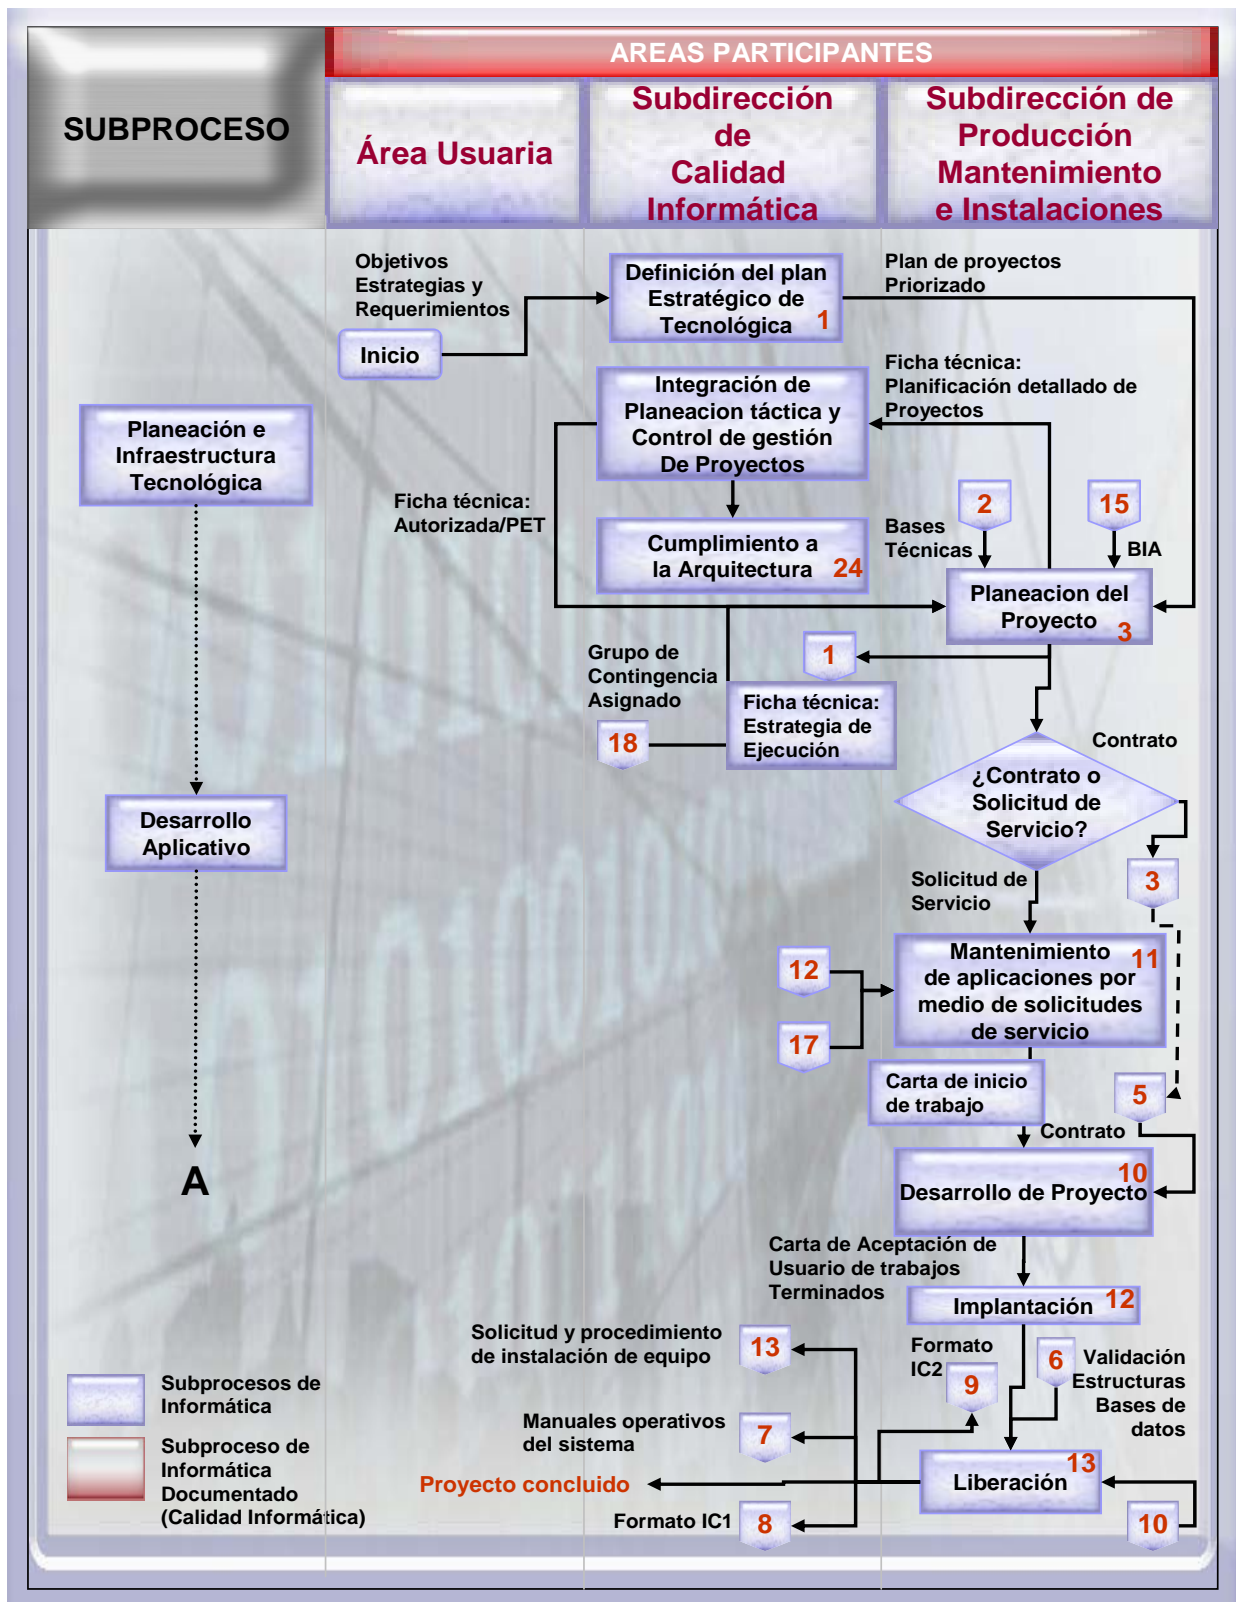 AREAS PARTICIPANTES
SUBPROCESO
Área Usuaria
Subdirección
de
Calidad
Informática
Subdirección de
Producción
Mantenimiento
e Instalaciones
Objetivos
Estrategias y
Requerimientos
Inicio
Definición del plan
Estratégico de
Tecnológica
1
Plan de proyectos
Priorizado
Integración de
Planeacion táctica y
Control de gestión
De Proyectos
Ficha técnica:
Planificación detallado de
Proyectos
Planeación e
Infraestructura
Tecnológica
Ficha técnica:
Autorizada/PET
Cumplimiento a
la Arquitectura
24
2
15
Bases
Técnicas
BIA
Planeacion del
Proyecto
3
1
Grupo de
Contingencia
Asignado
18
Ficha técnica:
Estrategia de
Ejecución
Contrato
¿Contrato o
Solicitud de
Servicio?
Desarrollo
Aplicativo
3
Solicitud de
Servicio
Mantenimiento
de aplicaciones por
medio de solicitudes
de servicio
11
12
17
Carta de inicio
de trabajo
5
Contrato
A
Desarrollo de Proyecto
10
Carta de Aceptación de
Usuario de trabajos
Terminados
Implantación
12
Solicitud y procedimiento
de instalación de equipo
13
Formato
IC2
9
6
Validación
Estructuras
Bases de
datos
Subprocesos de
Informática
Manuales operativos
del sistema
7
Subproceso de
Informática
Documentado
(Calidad Informática)
Proyecto concluido
Liberación
13
Formato IC1
8
10